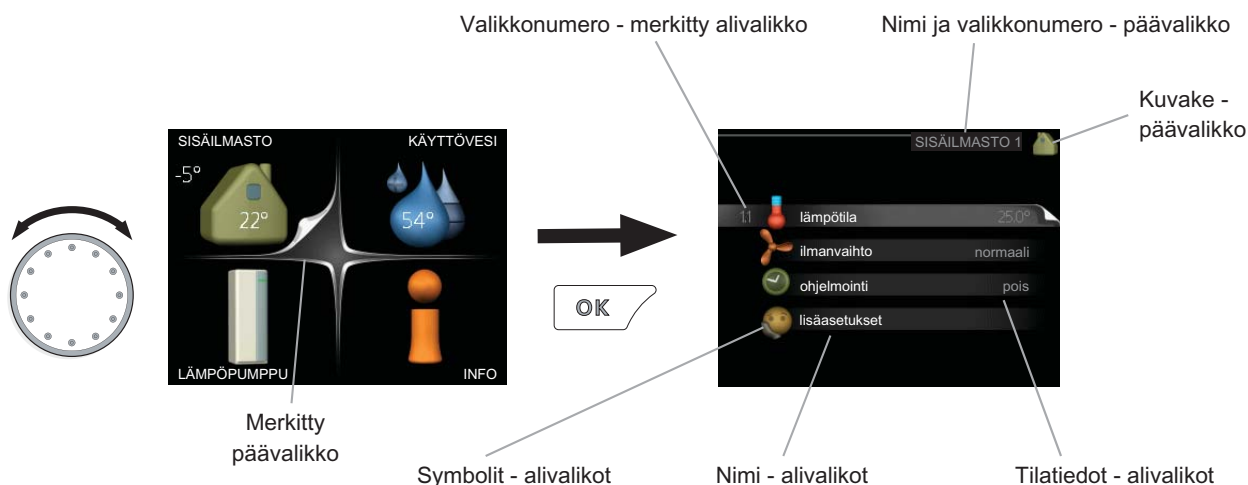 Valikkonumero - merkitty alivalikko
Nimi ja valikkonumero - päävalikko
Kuvake -
päävalikko
SISÄILMASTO
KÄYTTÖVESI
-5°
22°
54°
LÄMPÖPUMPPU
INFO
Merkitty
päävalikko
OK
SISÄILMASTO 1
1.1 lämpötila 25.0°
ilmanvaihto normaali
ohjelmointi pois
lisäasetukset
Symbolit - alivalikot
Nimi - alivalikot
Tilatiedot - alivalikot